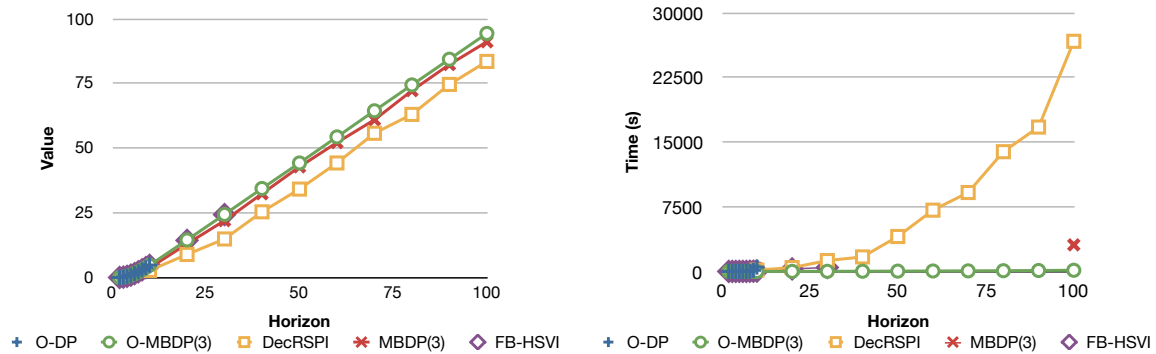 100
75
50
25
0
Value
0 25 50 75 100
Horizon
O-DP O-MBDP(3) DecRSPI MBDP(3) FB-HSVI
30000
22500
15000
7500
0
Time (s)
0 25 50 75 100
Horizon
O-DP O-MBDP(3) DecRSPI MBDP(3) FB-HSVI